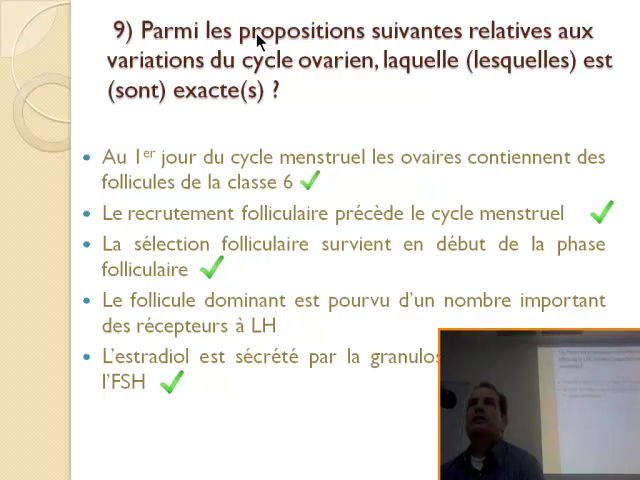 9) Parmi les propositions suivantes relatives aux
variations du cycle ovarien, laquelle (lesquelles) est
(sont) exacte(s) ?
Au 1er jour du cycle menstruel les ovaires contiennent des
follicules de la classe 6
Le recrutement folliculaire précède le cycle menstruel
La sélection folliculaire survient en début de la phase
folliculaire
Le follicule dominant est pourvu d’un nombre important
des récepteurs à LH
L’estradiol est sécrété par la
l’FSH